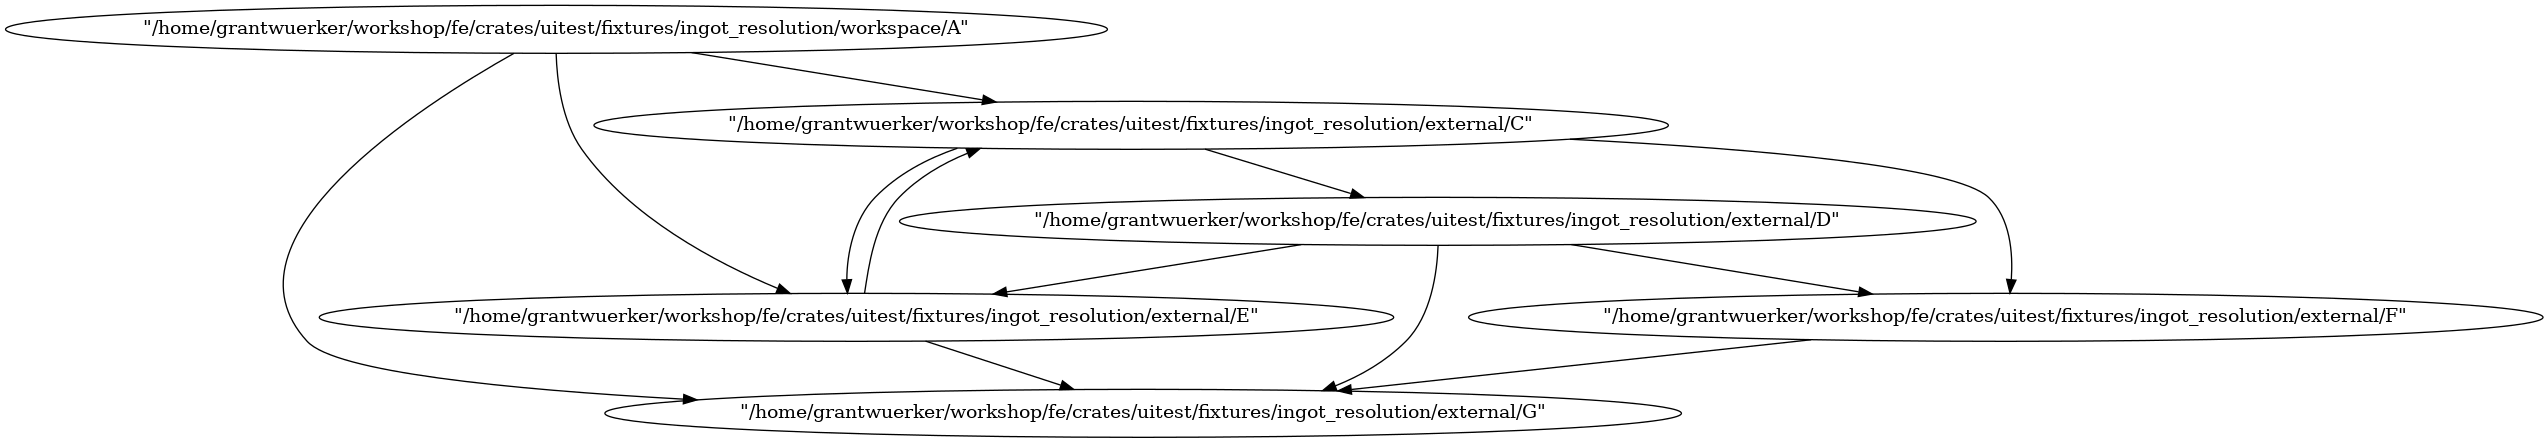 "/home/grantwuerker/workshop/fe/crates/uitest/fixtures/ingot_resolution/workspace/A"
"/home/grantwuerker/workshop/fe/crates/uitest/fixtures/ingot_resolution/external/C"
"/home/grantwuerker/workshop/fe/crates/uitest/fixtures/ingot_resolution/external/D"
"/home/grantwuerker/workshop/fe/crates/uitest/fixtures/ingot_resolution/external/E"
"/home/grantwuerker/workshop/fe/crates/uitest/fixtures/ingot_resolution/external/F"
"/home/grantwuerker/workshop/fe/crates/uitest/fixtures/ingot_resolution/external/G"